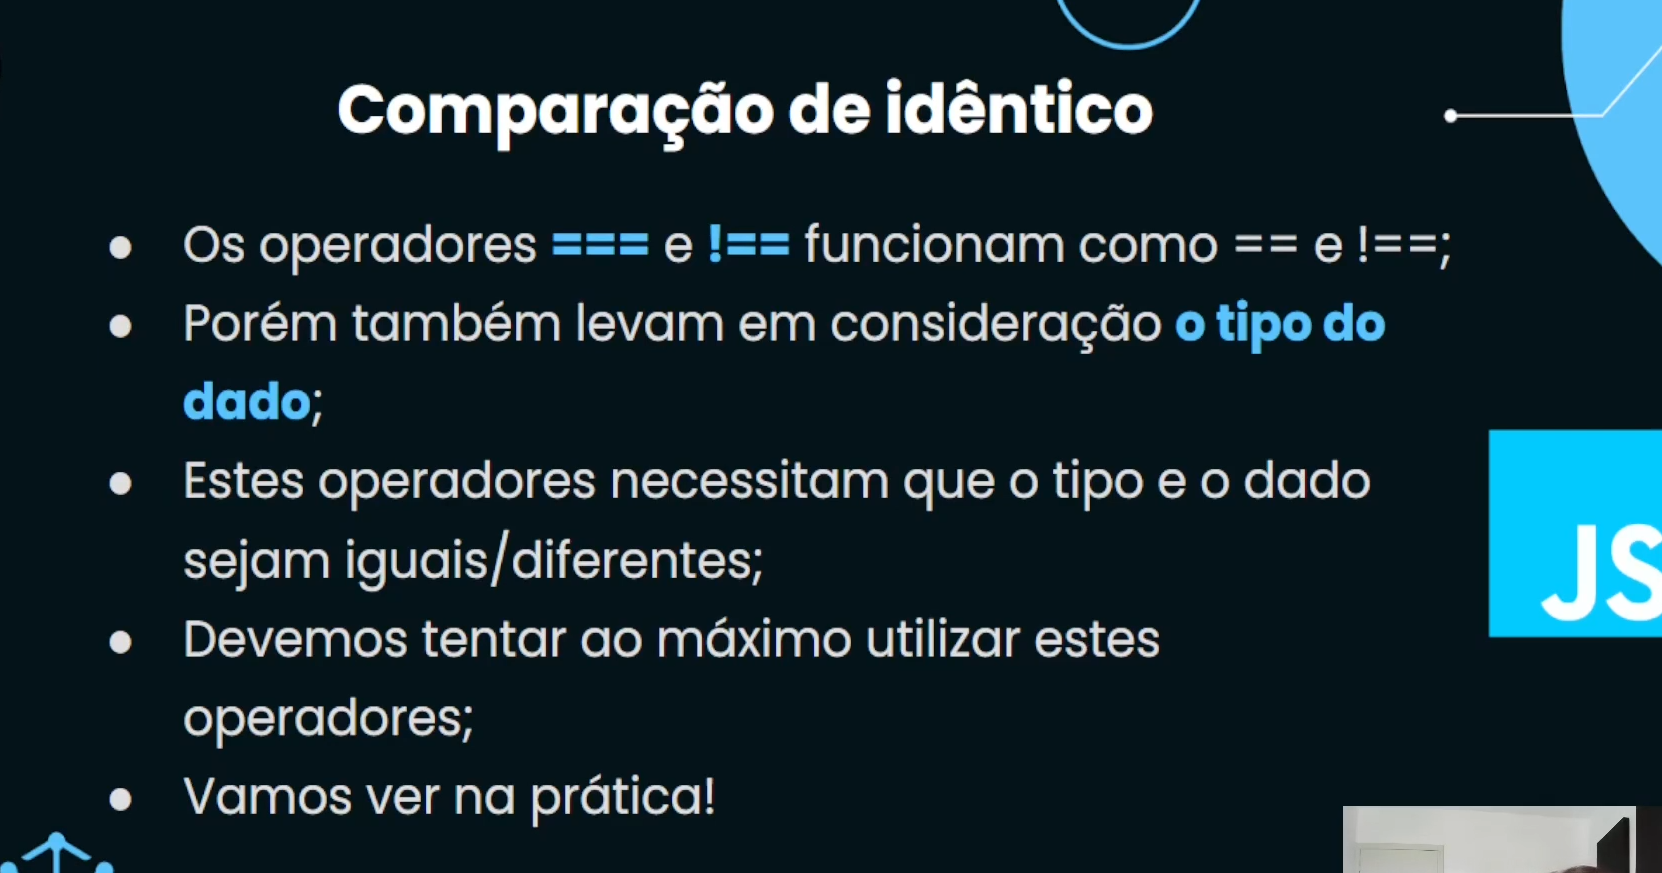 Comparação de idêntico
● Os operadores === e !== funcionam como == e !==;
● Porém também levam em consideração o tipo do
dado;
● Estes operadores necessitam que o tipo e o dado
sejam iguais/diferentes;
● Devemos tentar ao máximo utilizar estes
operadores;
● Vamos ver na prática!
JS